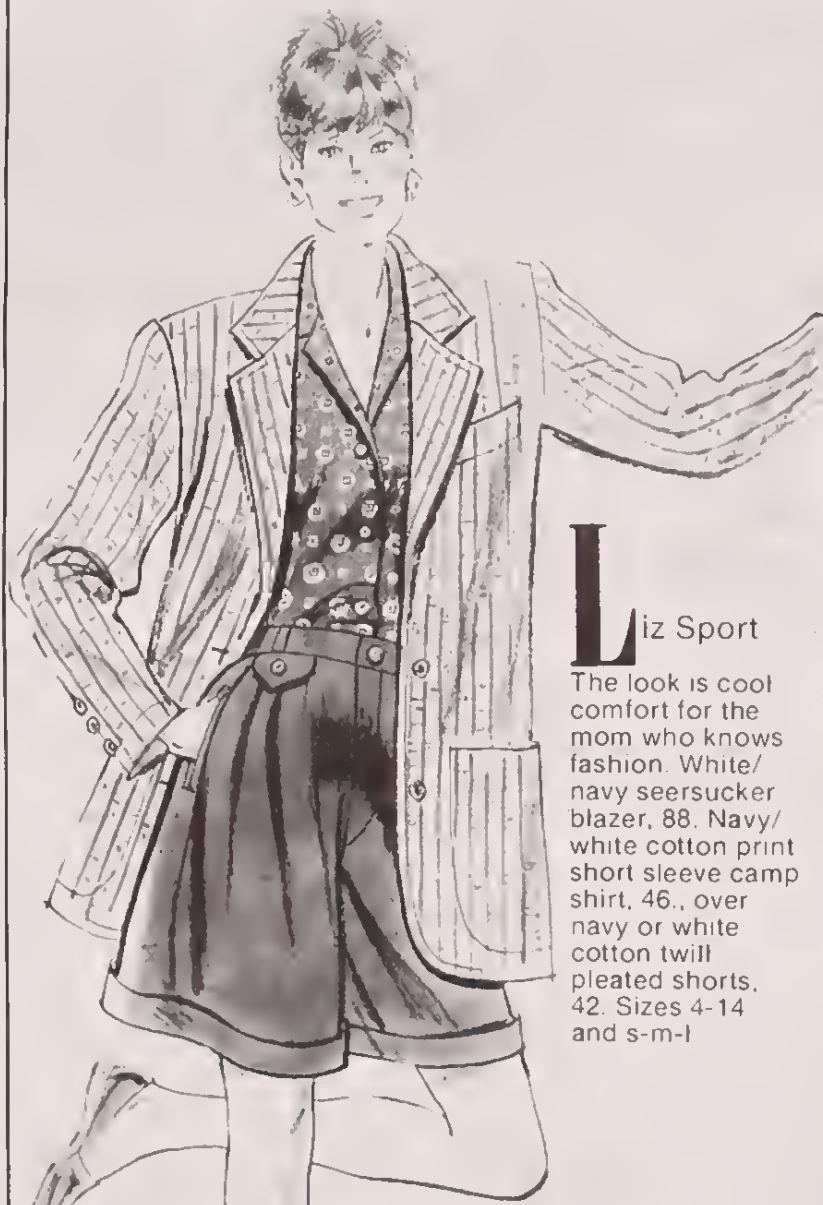 Liz Sport
The look is cool
comfort for the
mom who knows
fashion. White/
navy seersucker
blazer, 88. Navy/
white cotton print
short sleeve camp
shirt, 46., over
navy or white
cotton twill
pleated shorts,
42. Sizes 4-14
and s-m-l